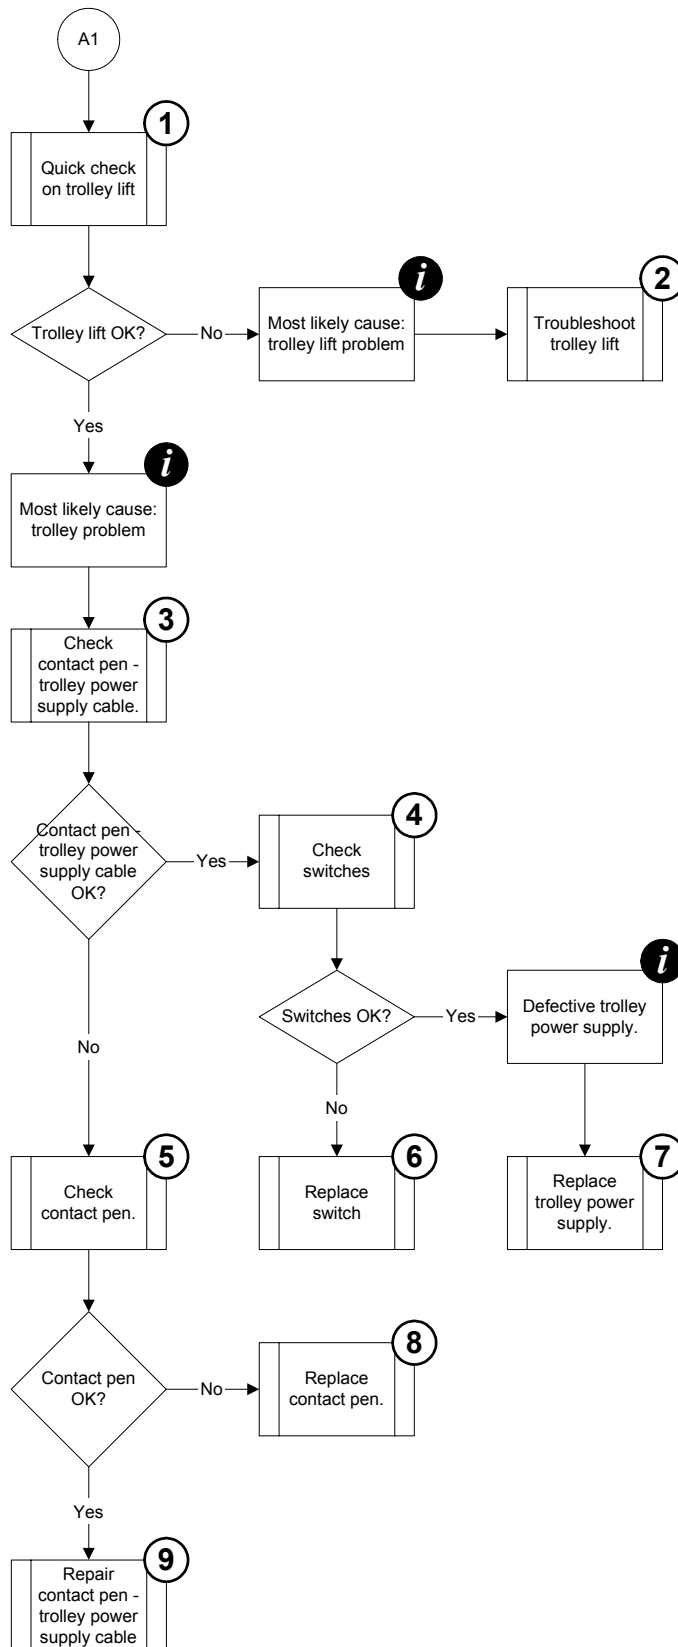 A1
1
Quick check
on trolley lift
Trolley lift OK?
No
i
Most likely cause:
trolley lift problem
2
Troubleshoot
trolley lift
Yes
i
Most likely cause:
trolley problem
3
Check
contact pen -
trolley power
supply cable.
Contact pen -
trolley power
supply cable
OK?
Yes
4
Check
switches
Switches OK?
Yes
i
Defective trolley
power supply.
No
No
5
Check
contact pen.
6
Replace
switch
7
Replace
trolley power
supply.
Contact pen
OK?
No
8
Replace
contact pen.
Yes
9
Repair
contact pen -
trolley power
supply cable